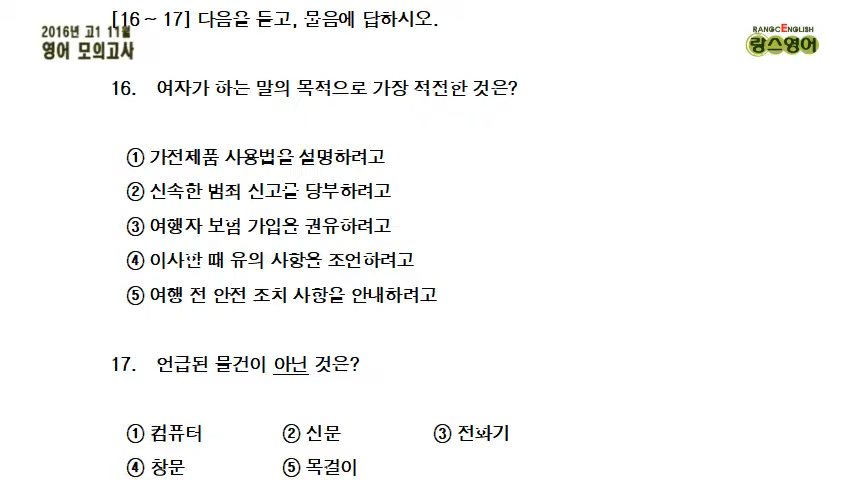 [16~17] 다음을 듣고, 물음에 답하시오.
2016년 고1 11월
영어 모의고사
RANGCENGLISH
랑스영어
16. 여자가 하는 말의 목적으로 가장 적전한 것은?
① 가전제품 사용법을 설명하려고
② 신속한 범죄 신고를 당부하려고
③ 여행자 보험 가입을 권유하려고
④ 이사할 때 유의 사항을 조언하려고
⑤ 여행 전 안전 조치 사항을 안내하려고
17. 언급된 물건이 아닌 것은?
① 컴퓨터 ② 신문 ③ 전화기
④ 창문 ⑤ 목걸이